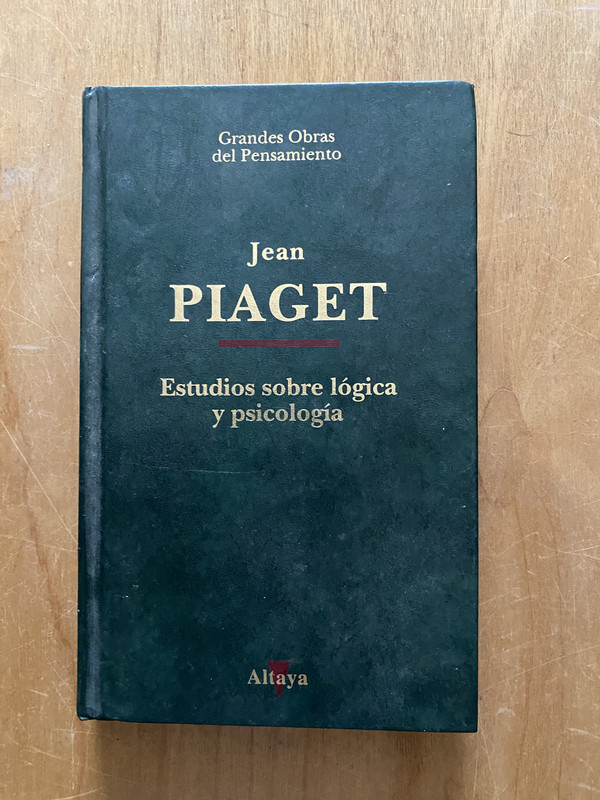 Grandes Obras
del Pensamiento
Jean
PIAGET
Estudios sobre lógica
y psicología
Altaya